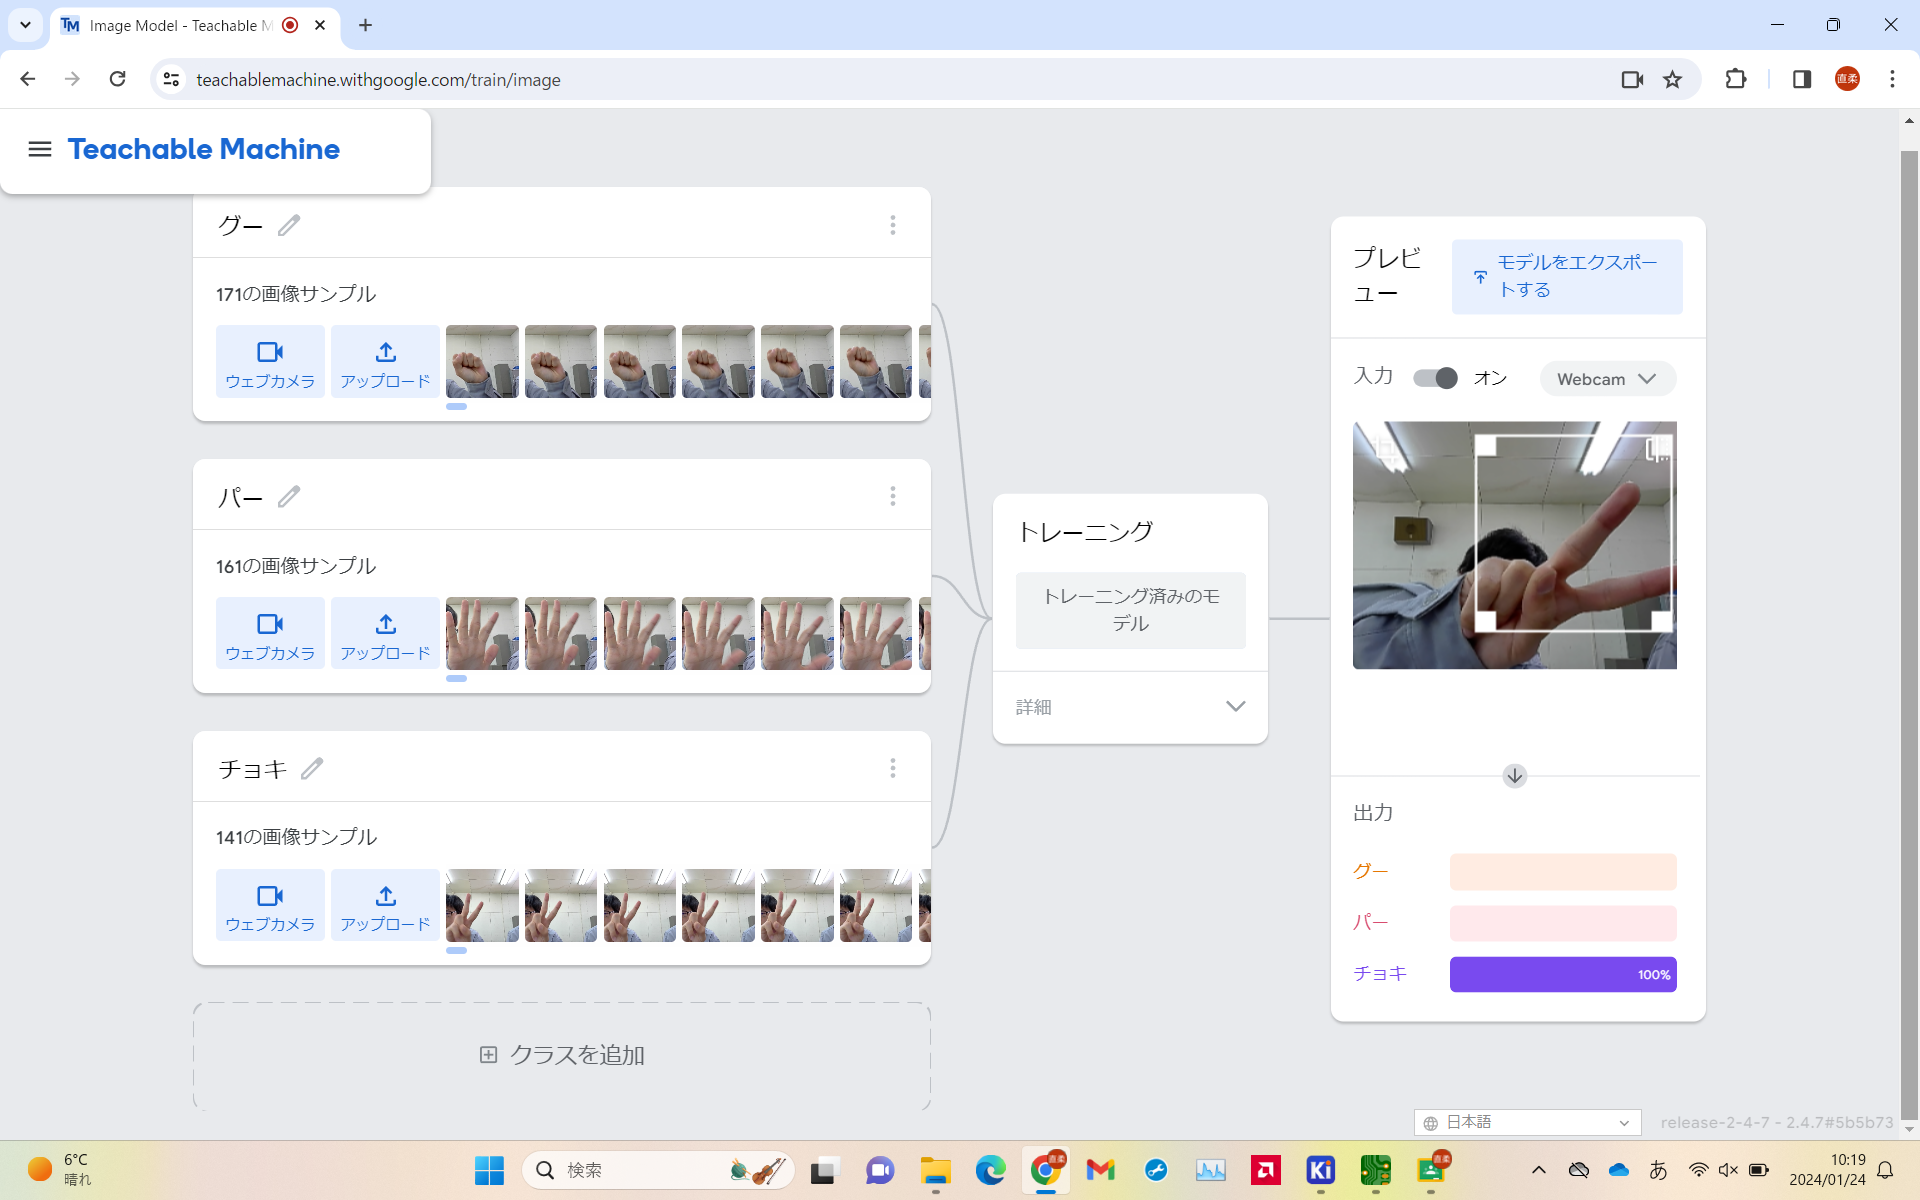 Image Model - Teachable M
teachablemachine.withgoogle.com/train/image
直柔
Teachable Machine
グー
171の画像サンプル
ウェブカメラ
アップロード
パー
161の画像サンプル
ウェブカメラ
アップロード
チョキ
141の画像サンプル
ウェブカメラ
アップロード
クラスを追加
トレーニング
トレーニング済みのモ
デル
詳細
プレビ
ュー
モデルをエクスポー
トする
入力
オン
Webcam
出力
グー
パー
チョキ
100%
日本語
release-2-4-7 - 2.4.7#5b5b73
6°C
晴れ
検索
直柔
Ki
直柔
あ
10:19
2024/01/24